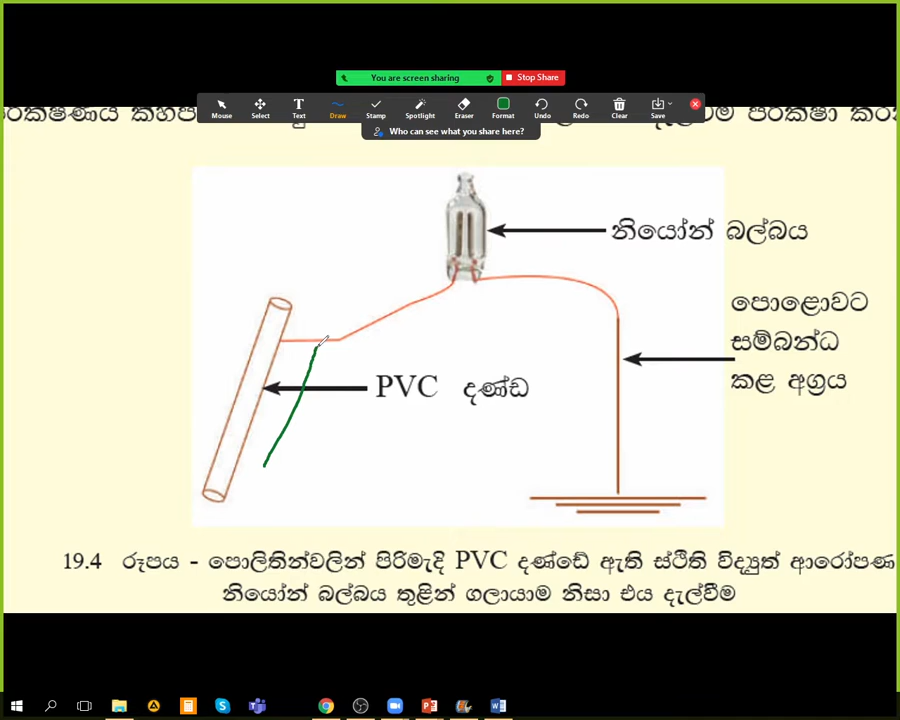 You are screen sharing
Stop Share
Mouse
Select
Text
Draw
Stamp
Spotlight
Eraser
Format
Undo
Redo
Clear
Save
Who can see what you share here?
නියෝන් බල්බය
පොළොවට
සම්බන්ධ
කළ අග්‍රය
PVC දණ්ඩ
19.4 රූපය - පොලිතින්වලින් පිරිමැදි PVC දණ්ඩේ ඇති ස්ථිති විද්‍යුත් ආරෝපණ
නියෝන් බල්බය තුළින් ගලායාම නිසා එය දැල්වීම